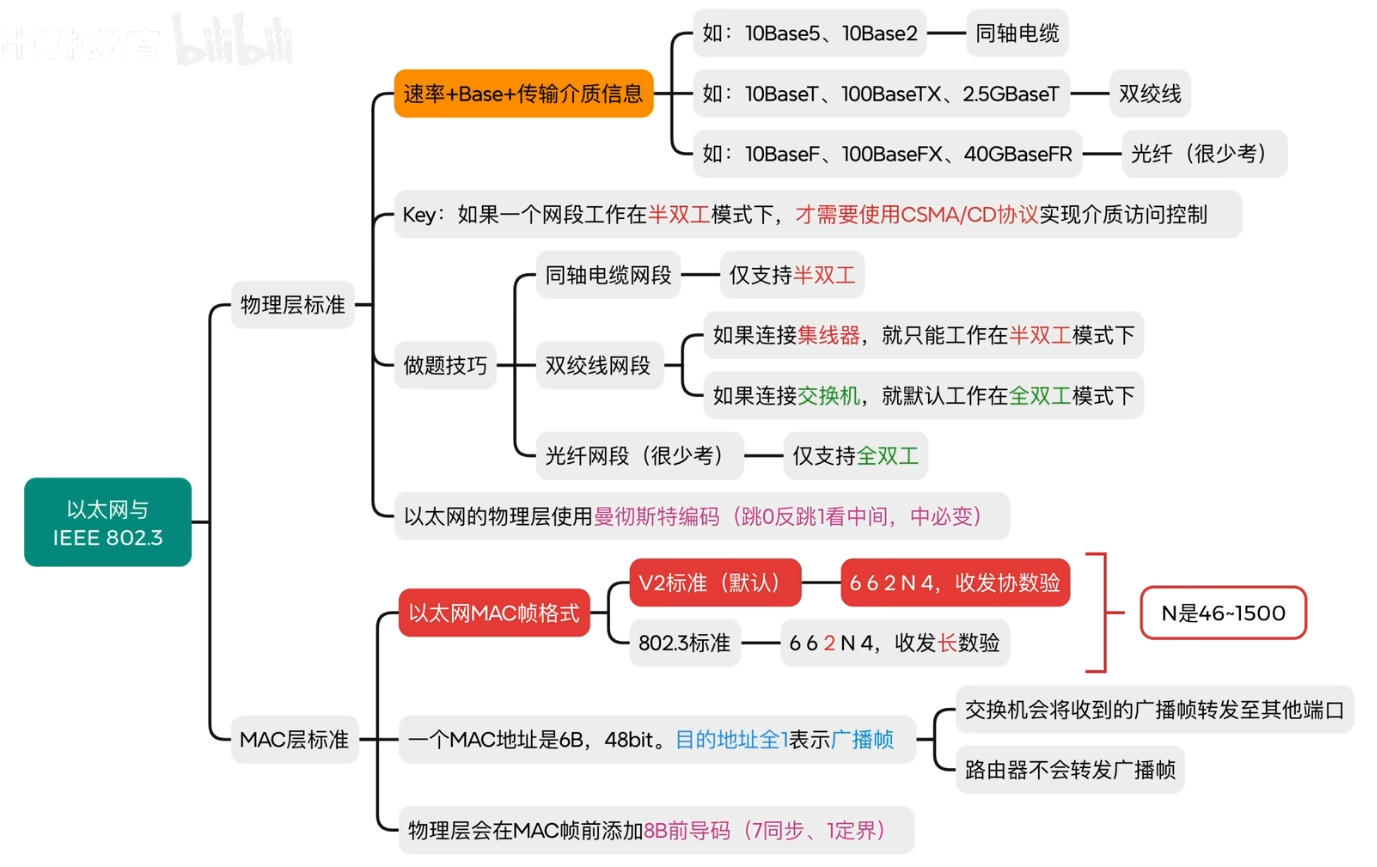 计算机教育 bilibili
如：10Base5、10Base2
同轴电缆
速率+Base+传输介质信息
如：10BaseT、100BaseTX、2.5GBaseT
双绞线
如：10BaseF、100BaseFX、40GBaseFR
光纤（很少考）
Key：如果一个网段工作在半双工模式下，才需要使用CSMA/CD协议实现介质访问控制
物理层标准
同轴电缆网段
仅支持半双工
做题技巧
双绞线网段
如果连接集线器，就只能工作在半双工模式下
如果连接交换机，就默认工作在全双工模式下
光纤网段（很少考）
仅支持全双工
以太网的物理层使用曼彻斯特编码（跳0反跳1看中间，中必变）
以太网与
IEEE 802.3
以太网MAC帧格式
V2标准（默认）
6 6 2 N 4，收发协数验
802.3标准
6 6 2 N 4，收发长数验
N是46~1500
MAC层标准
一个MAC地址是6B，48bit。目的地址全1表示广播帧
交换机会将收到的广播帧转发至其他端口
路由器不会转发广播帧
物理层会在MAC帧前添加8B前导码（7同步、1定界）